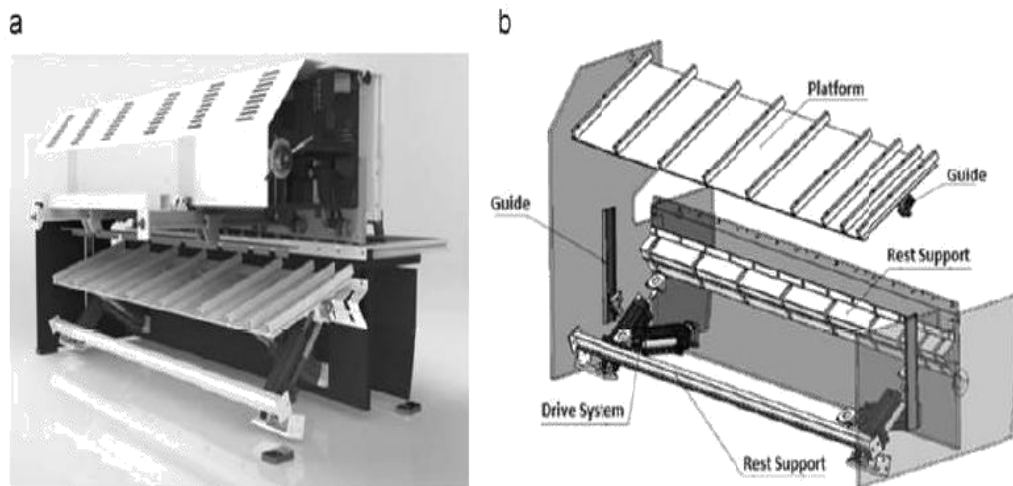 a
b
Platform
Guide
Guide
Rest Support
Drive System
Rest Support